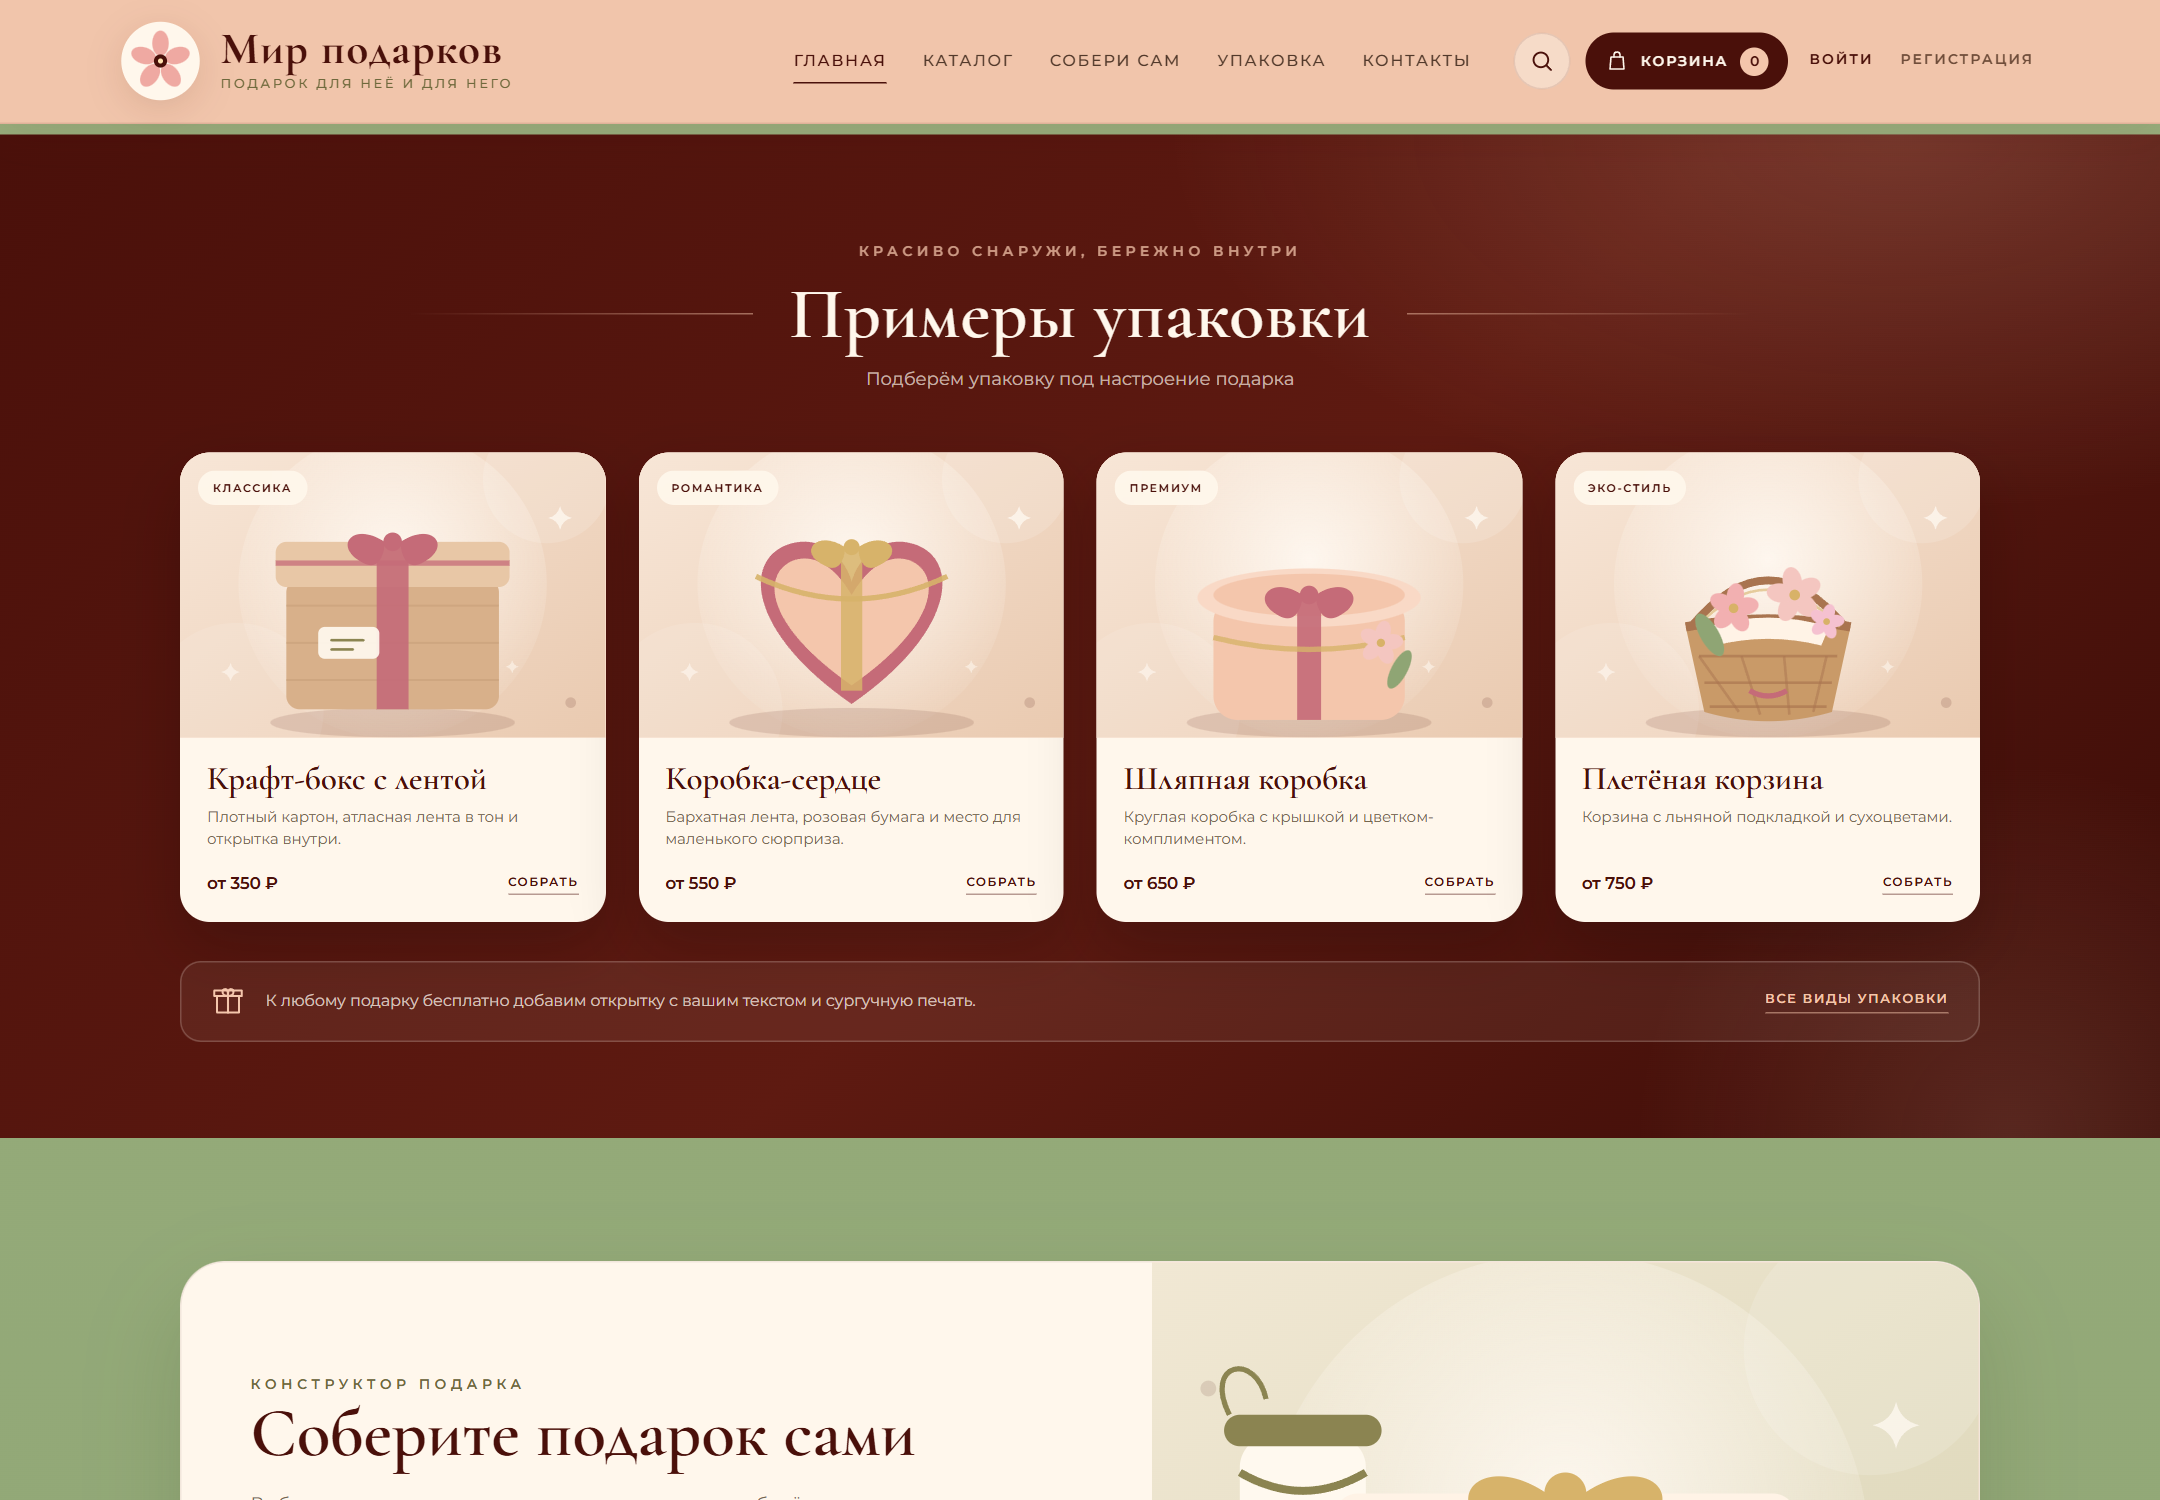 Мир подарков
ПОДАРОК ДЛЯ НЕЁ И ДЛЯ НЕГО
ГЛАВНАЯ КАТАЛОГ СОБЕРИ САМ УПАКОВКА КОНТАКТЫ КОРЗИНА 0 ВОЙТИ РЕГИСТРАЦИЯ
КРАСИВО СНАРУЖИ, БЕРЕЖНО ВНУТРИ
Примеры упаковки
Подберём упаковку под настроение подарка
КЛАССИКА
Крафт-бокс с лентой
Плотный картон, атласная лента в тон и
открытка внутри.
от 350 ₽ СОБРАТЬ
РОМАНТИКА
Коробка-сердце
Бархатная лента, розовая бумага и место для
маленького сюрприза.
от 550 ₽ СОБРАТЬ
ПРЕМИУМ
Шляпная коробка
Круглая коробка с крышкой и цветком-
комплиментом.
от 650 ₽ СОБРАТЬ
ЭКО-СТИЛЬ
Плетёная корзина
Корзина с льняной подкладкой и сухоцветами.
от 750 ₽ СОБРАТЬ
К любому подарку бесплатно добавим открытку с вашим текстом и сургучную печать.
ВСЕ ВИДЫ УПАКОВКИ
КОНСТРУКТОР ПОДАРКА
Соберите подарок сами